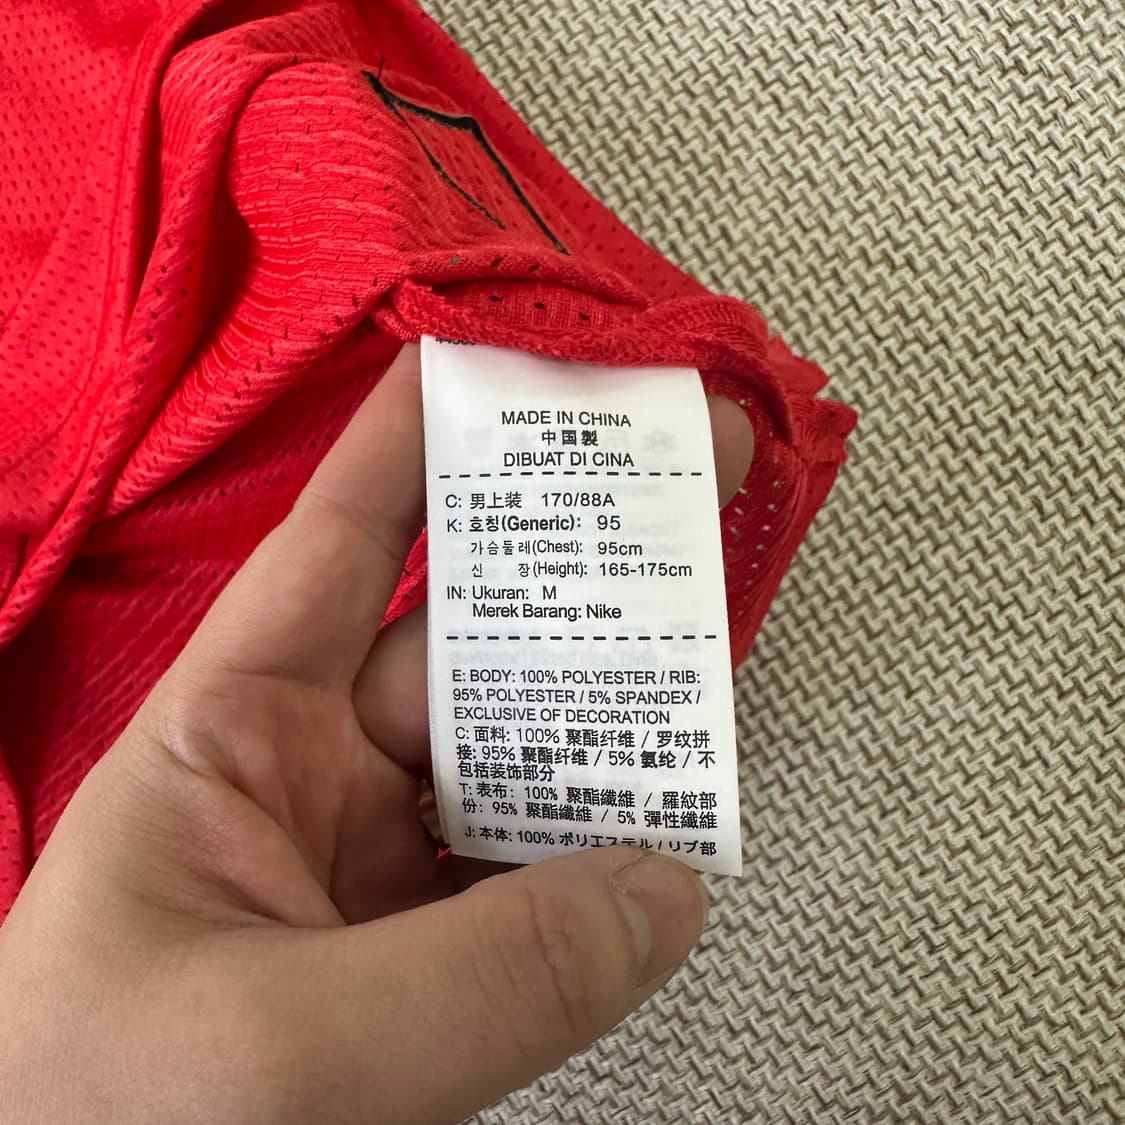 MADE IN CHINA
中国製
DIBUAT DI CINA
C: 男上装 170/88A
K: 호칭(Generic): 95
가슴둘레(Chest): 95cm
신 장(Height): 165-175cm
IN: Ukuran: M
Merek Barang: Nike
E: BODY: 100% POLYESTER / RIB:
95% POLYESTER / 5% SPANDEX /
EXCLUSIVE OF DECORATION
C: 面料: 100% 聚酯纤维 / 罗纹拼
接: 95% 聚酯纤维 / 5% 氨纶 / 不
包括装饰部分
T: 表布: 100% 聚酯纖維 / 羅紋部
份: 95% 聚酯纖維 / 5% 彈性纖維
J: 本体: 100% ポリエステル / リブ部